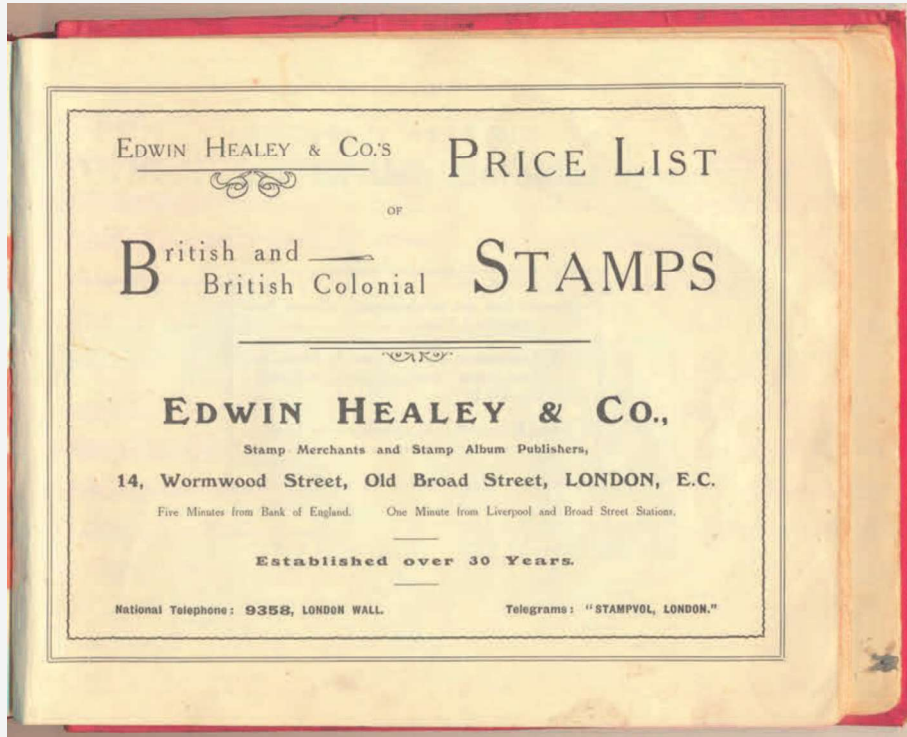 EDWIN HEALEY & CO.'S
PRICE LIST
OF
British and
British Colonial
STAMPS
EDWIN HEALEY & CO.,
Stamp Merchants and Stamp Album Publishers,
14, Wormwood Street, Old Broad Street, LONDON, E.C.
Five Minutes from Bank of England. One Minute from Liverpool and Broad Street Stations.
Established over 30 Years.
National Telephone: 9358, LONDON WALL. Telegrams: "STAMPVOL, LONDON."